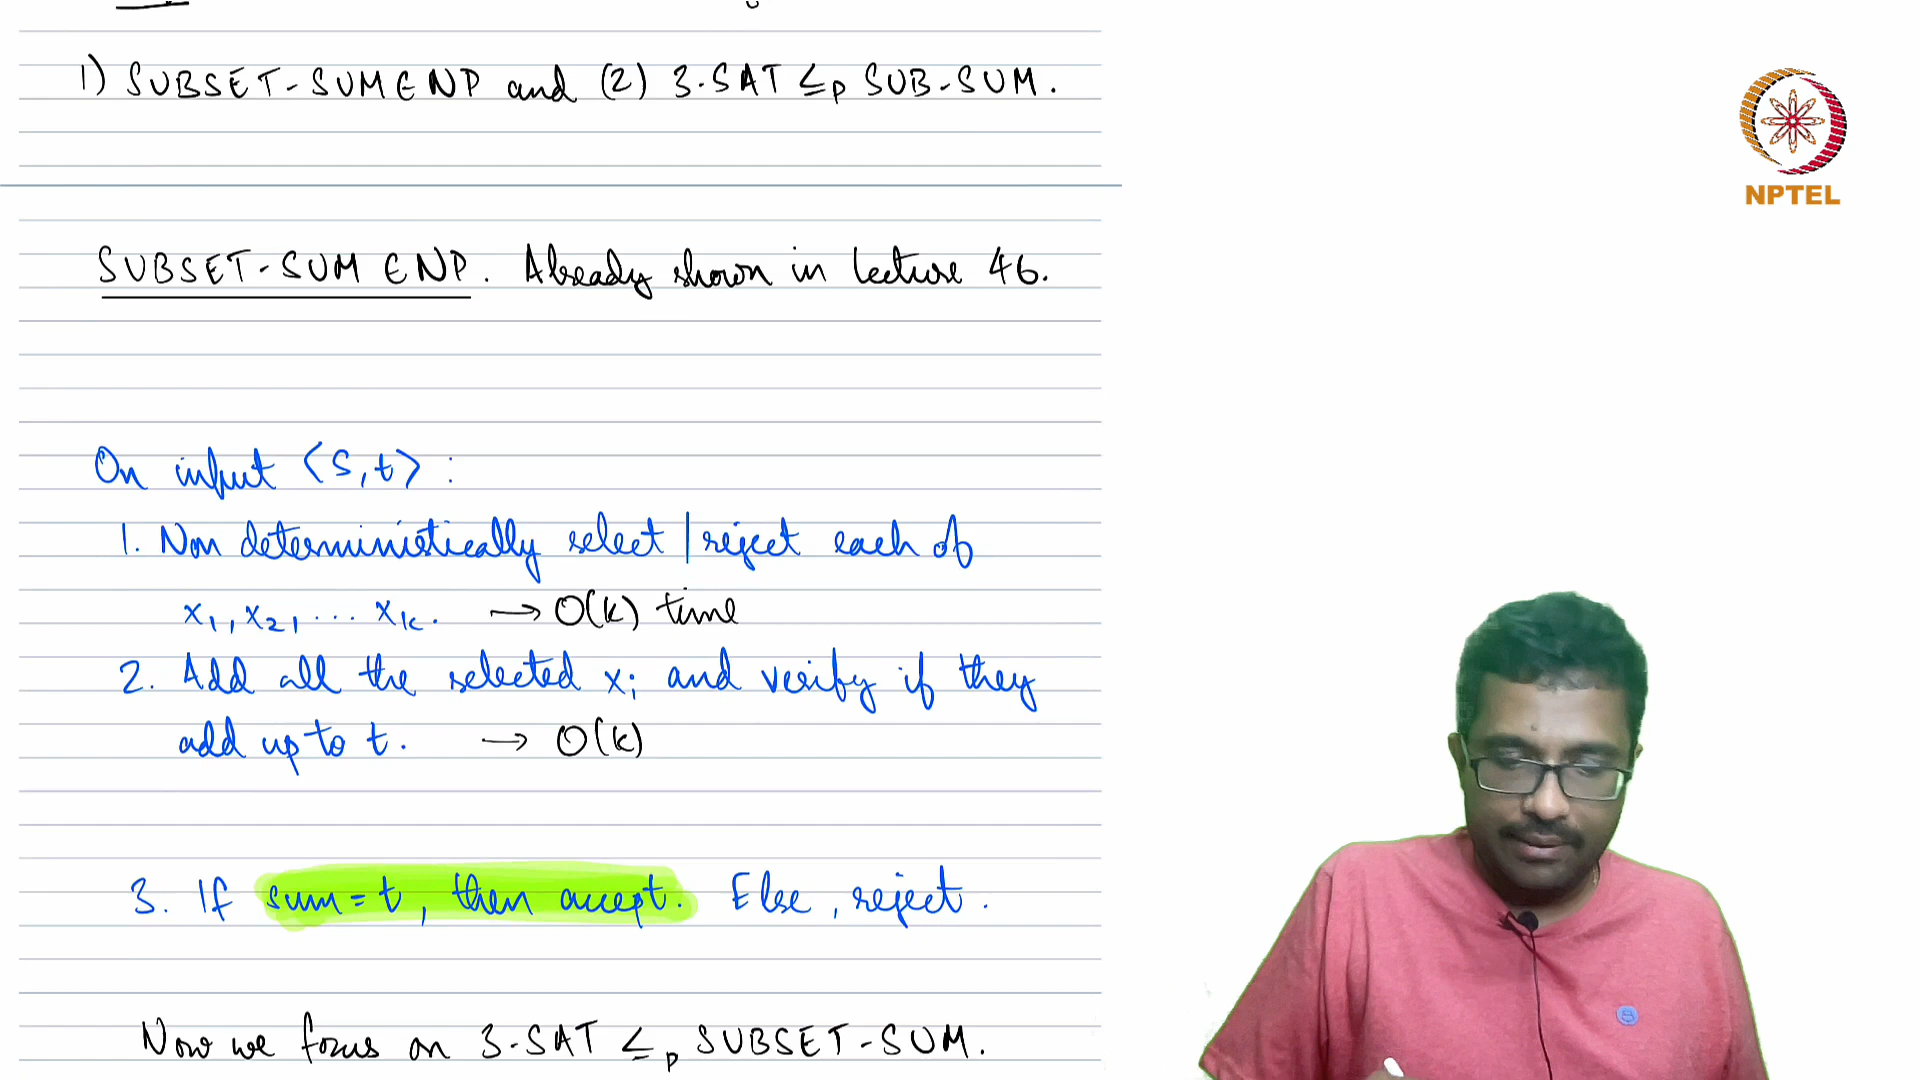 1) SUBSET-SUM ∈ NP and (2) 3-SAT ≤p SUB-SUM.
NPTEL
SUBSET-SUM ∈ NP. Already shown in lecture 46.
On input ⟨S,t⟩:
1. Non deterministically select | reject each of
x₁, x₂, ... xₖ. → O(k) time
2. Add all the selected xᵢ and verify if they
add up to t. → O(k)
3. If sum = t, then accept. Else, reject.
Now we focus on 3-SAT ≤p SUBSET-SUM.